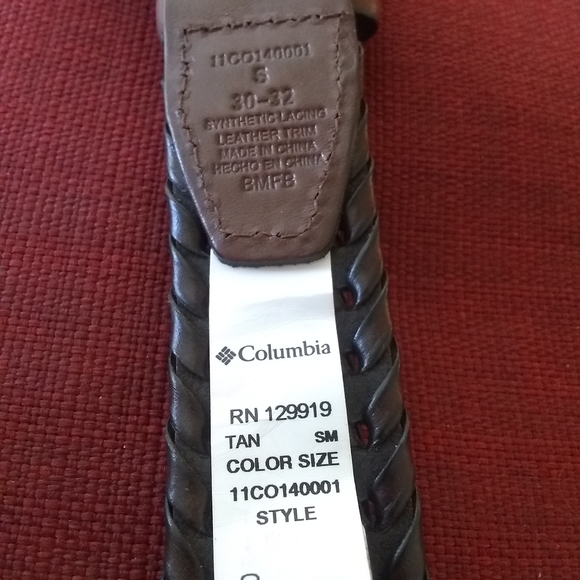 11CO140001
S
30-32
SYNTHETIC LACING
LEATHER TRIM
MADE IN CHINA
HECHO EN CHINA
BMFB
Columbia
RN 129919
TAN SM
COLOR SIZE
11CO140001
STYLE